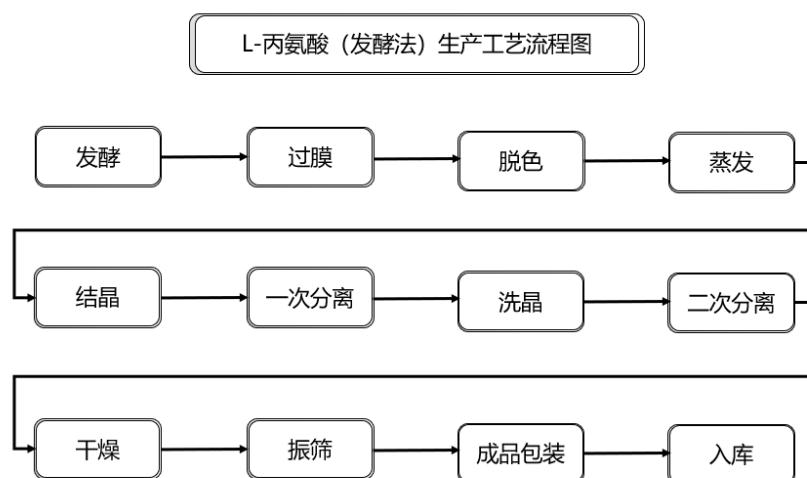 L-丙氨酸（发酵法）生产工艺流程图
发酵
过膜
脱色
蒸发
结晶
一次分离
洗晶
二次分离
干燥
振筛
成品包装
入库